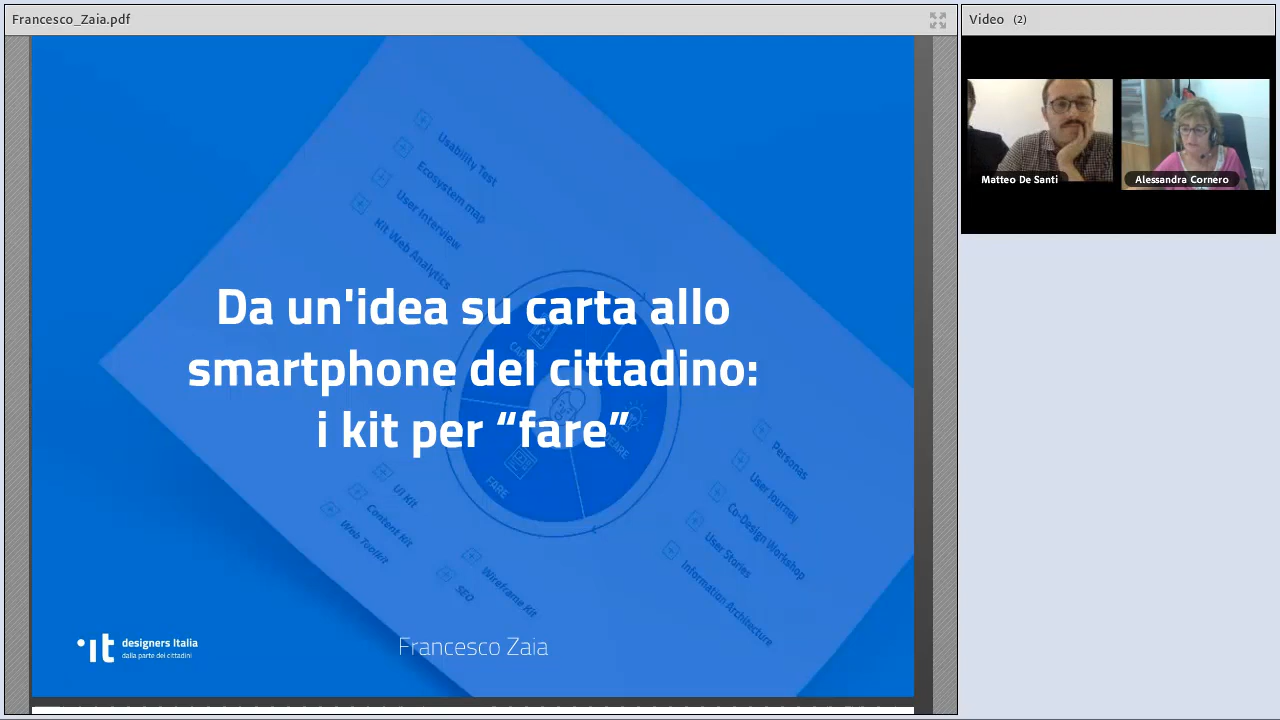 Francesco_Zaia.pdf
Video (2)
Matteo De Santi
Alessandra Cornero
Usability Test
Ecosystem map
User Interview
Kit Web Analytics
Da un'idea su carta allo
smartphone del cittadino:
i kit per “fare”
FARE
UI Kit
Content Kit
Web Toolkit
Wireframe Kit
SEO
Personas
User Journey
Co-Design Workshop
User Stories
Information Architecture
.it designers Italia
dalla parte dei cittadini
Francesco Zaia